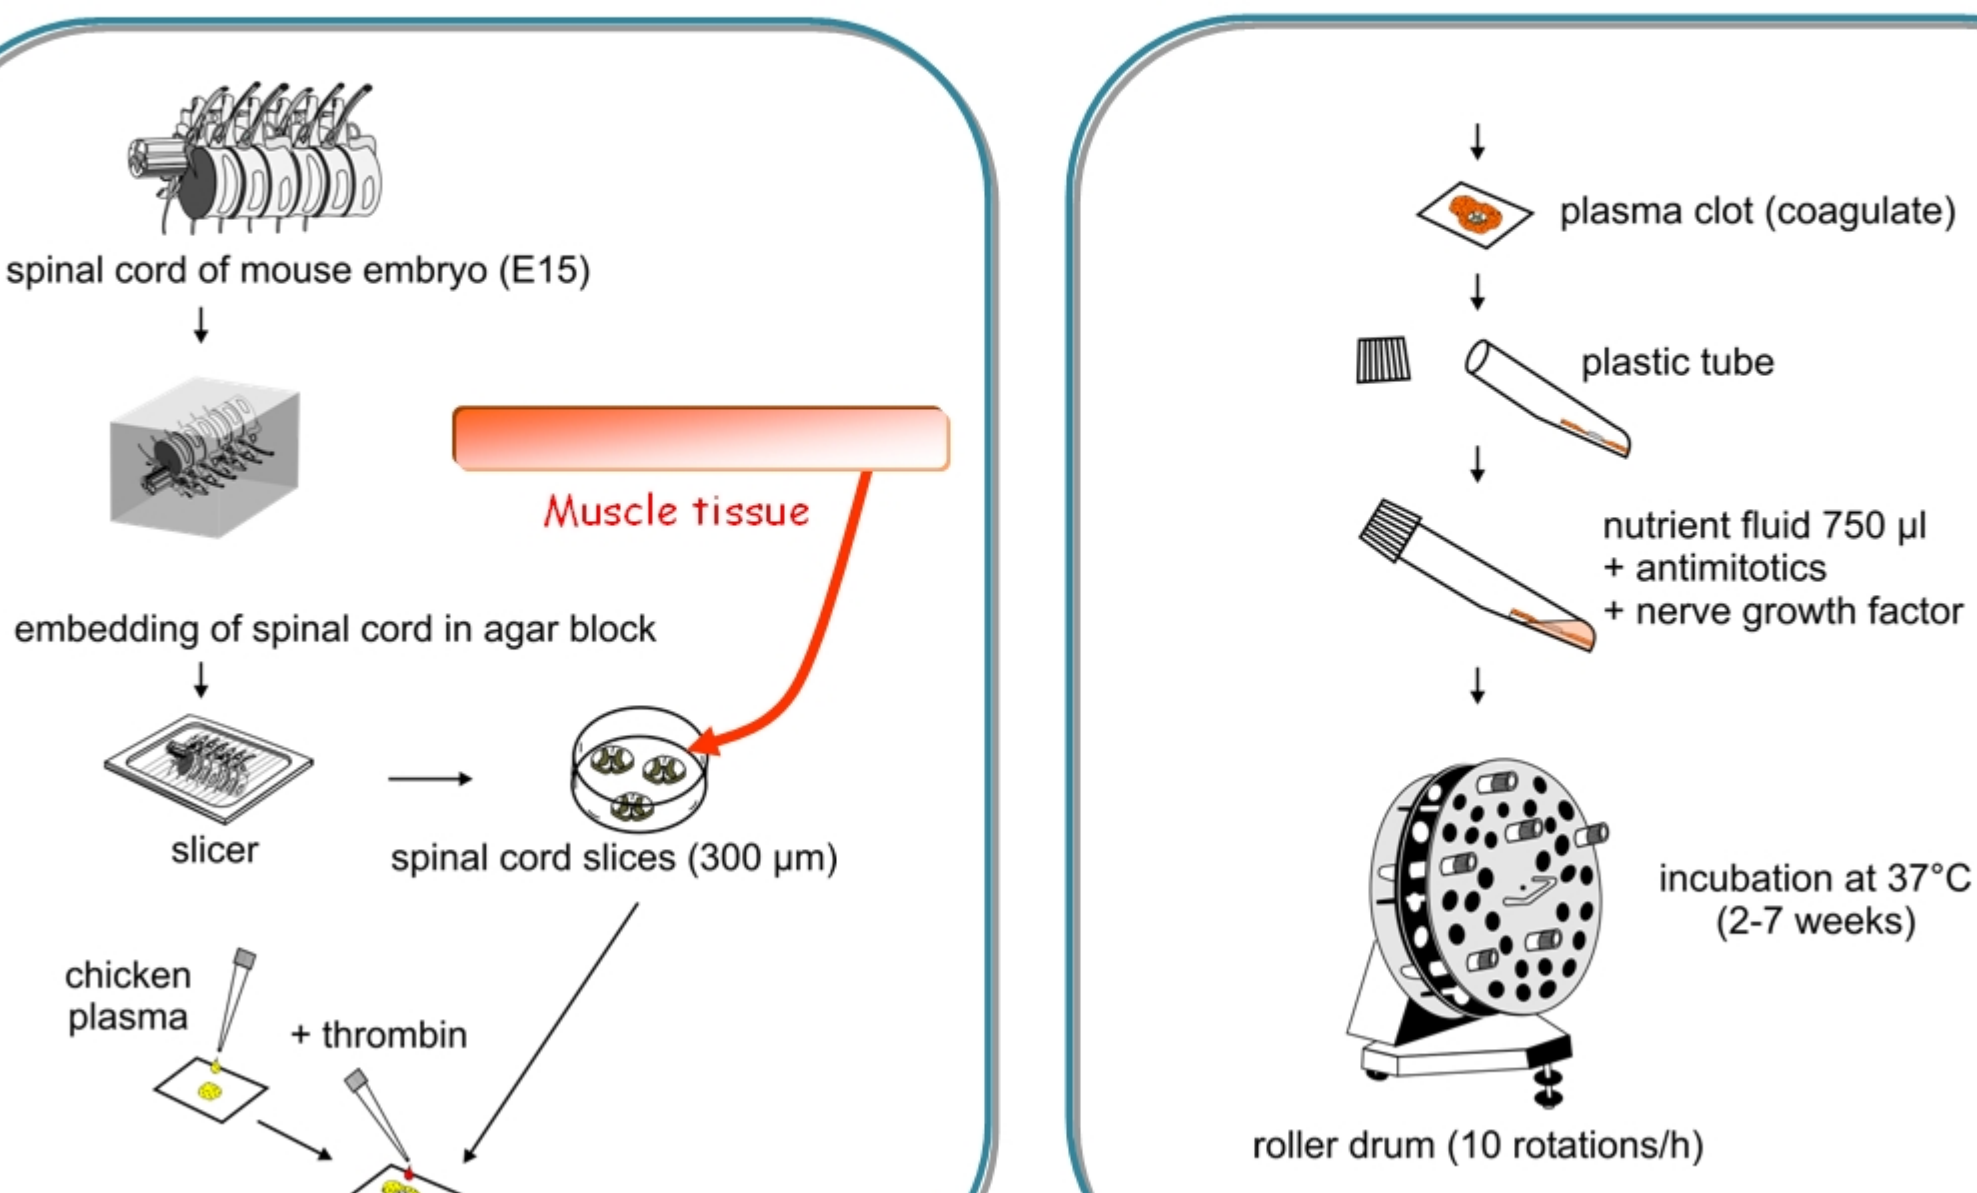 spinal cord of mouse embryo (E15)
Muscle tissue
embedding of spinal cord in agar block
slicer
spinal cord slices (300 µm)
chicken
plasma
+ thrombin
plasma clot (coagulate)
plastic tube
nutrient fluid 750 µl
+ antimitotics
+ nerve growth factor
incubation at 37°C
(2-7 weeks)
roller drum (10 rotations/h)